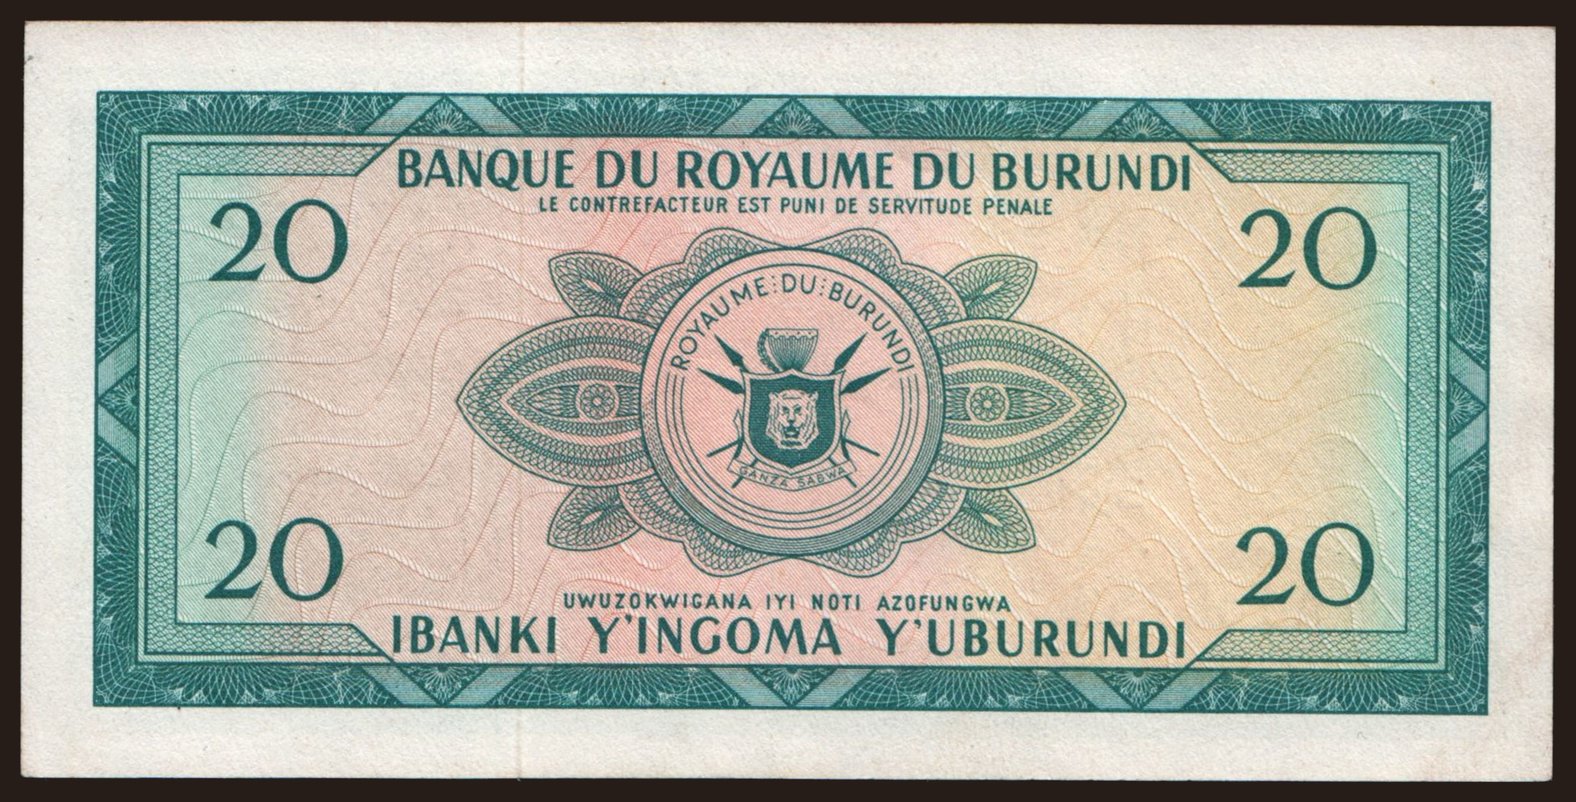 BANQUE DU ROYAUME DU BURUNDI
LE CONTREFACTEUR EST PUNI DE SERVITUDE PENALE
20 20
ROYAUME DU BURUNDI
GANZA SABWA
20 20
UWUZOKWIGANA IYI NOTI AZOFUNGWA
IBANKI Y'INGOMA Y'UBURUNDI